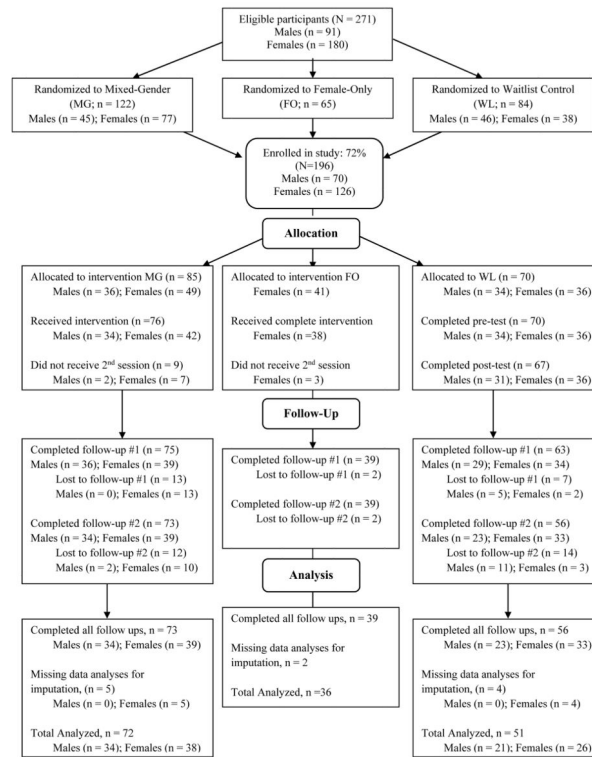 Eligible participants (N = 271)
Males (n = 91)
Females (n = 180)
Randomized to Mixed-Gender
(MG; n = 122)
Males (n = 45); Females (n = 77)
Randomized to Female-Only
(FO; n = 65)
Randomized to Waitlist Control
(WL; n = 84)
Males (n = 46); Females (n = 38)
Enrolled in study: 72%
(N=196)
Males (n = 70)
Females (n = 126)
Allocation
Allocated to intervention MG (n = 85)
Males (n = 36); Females (n = 49)
Received intervention (n =76)
Males (n = 34); Females (n = 42)
Did not receive 2nd session (n = 9)
Males (n = 2); Females (n = 7)
Allocated to intervention FO
Females (n = 41)
Received complete intervention
Females (n =38)
Did not receive 2nd session
Females (n = 3)
Allocated to WL (n = 70)
Males (n = 34); Females (n = 36)
Completed pre-test (n = 70)
Males (n = 34); Females (n = 36)
Completed post-test (n = 67)
Males (n = 31); Females (n = 36)
Follow-Up
Completed follow-up #1 (n = 75)
Males (n = 36); Females (n = 39)
Lost to follow-up #1 (n = 13)
Males (n = 0); Females (n = 13)
Completed follow-up #2 (n = 73)
Males (n = 34); Females (n = 39)
Lost to follow-up #2 (n = 12)
Males (n = 2); Females (n = 10)
Completed follow-up #1 (n = 39)
Lost to follow-up #1 (n = 2)
Completed follow-up #2 (n = 39)
Lost to follow-up #2 (n = 2)
Completed follow-up #1 (n = 63)
Males (n = 29); Females (n = 34)
Lost to follow-up #1 (n = 7)
Males (n = 5); Females (n = 2)
Completed follow-up #2 (n = 56)
Males (n = 23); Females (n = 33)
Lost to follow-up #2 (n = 14)
Males (n = 11); Females (n = 3)
Analysis
Completed all follow ups, n = 73
Males (n = 34); Females (n = 39)
Missing data analyses for
imputation, (n = 5)
Males (n = 0); Females (n = 5)
Total Analyzed, n = 72
Males (n = 34); Females (n = 38)
Completed all follow ups, n = 39
Missing data analyses for
imputation, n = 2
Total Analyzed, n =36
Completed all follow ups, n = 56
Males (n = 23); Females (n = 33)
Missing data analyses for
imputation, (n = 4)
Males (n = 0); Females (n = 4)
Total Analyzed, n = 51
Males (n = 21); Females (n = 26)